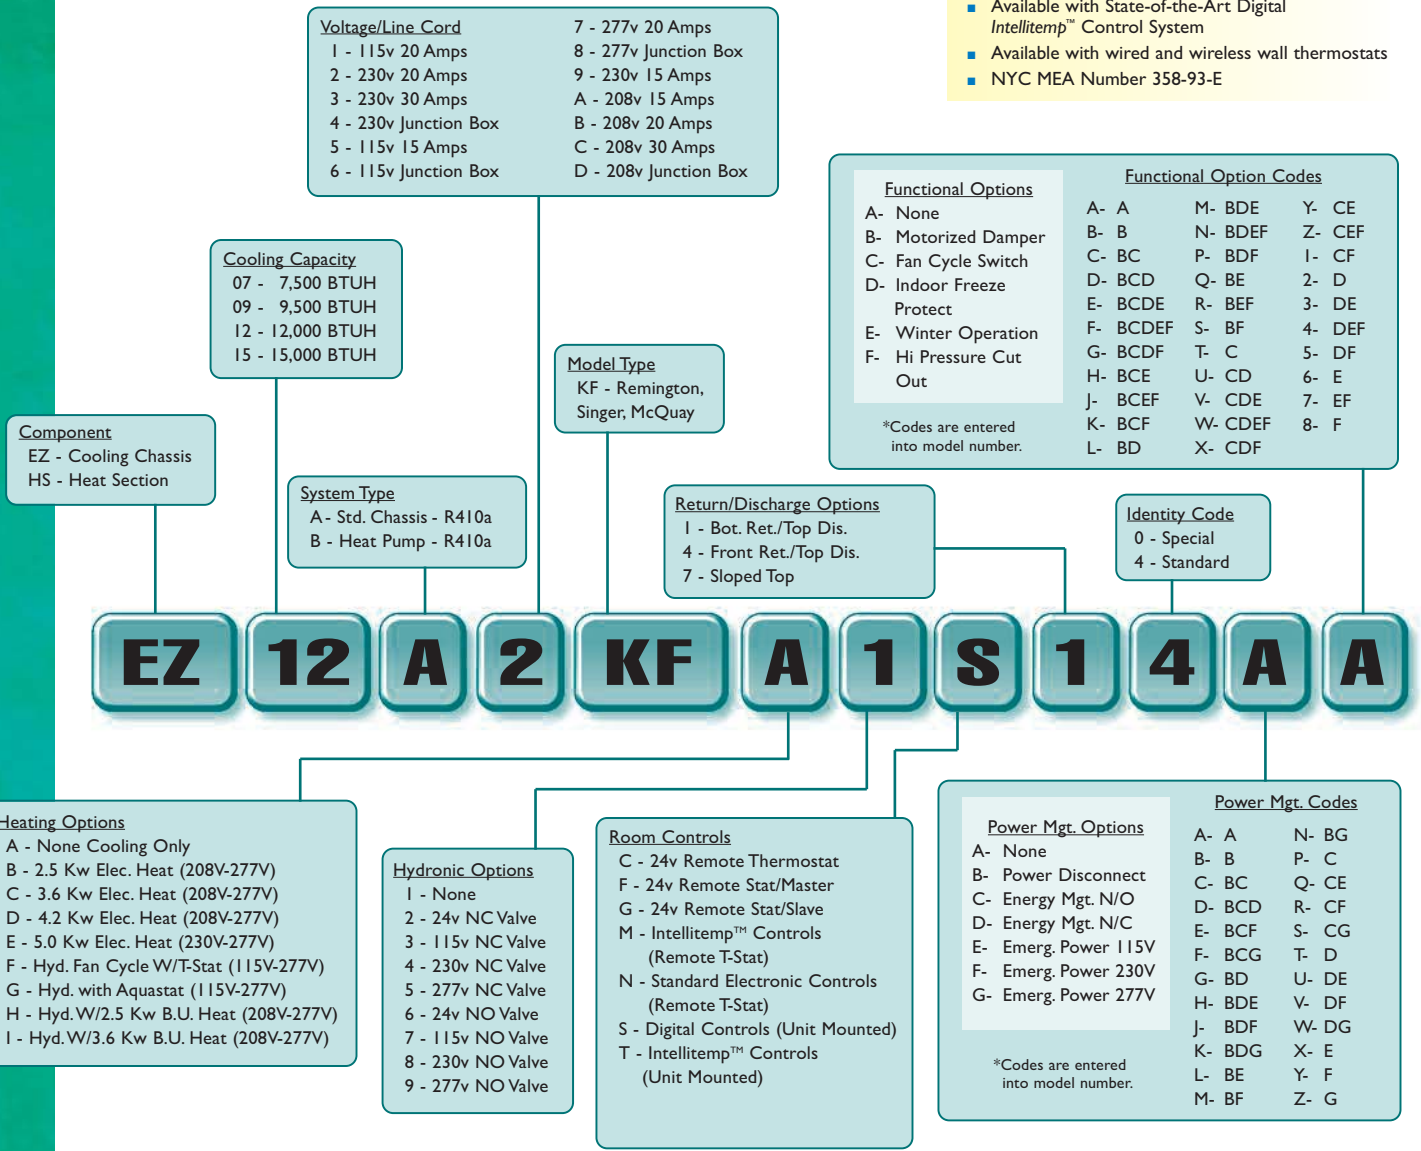 Available with State-of-the-Art Digital
Intellitemp™ Control System
Available with wired and wireless wall thermostats
NYC MEA Number 358-93-E
Voltage/Line Cord
1 - 115v 20 Amps
2 - 230v 20 Amps
3 - 230v 30 Amps
4 - 230v Junction Box
5 - 115v 15 Amps
6 - 115v Junction Box
7 - 277v 20 Amps
8 - 277v Junction Box
9 - 230v 15 Amps
A - 208v 15 Amps
B - 208v 20 Amps
C - 208v 30 Amps
D - 208v Junction Box
Functional Options
A- None
B- Motorized Damper
C- Fan Cycle Switch
D- Indoor Freeze
Protect
E- Winter Operation
F- Hi Pressure Cut
Out
*Codes are entered
into model number.
Functional Option Codes
A- A
B- B
C- BC
D- BCD
E- BCDE
F- BCDEF
G- BCDF
H- BCE
J- BCEF
K- BCF
L- BD
M- BDE
N- BDEF
P- BDF
Q- BE
R- BEF
S- BF
T- C
U- CD
V- CDE
W- CDEF
X- CDF
Y- CE
Z- CEF
1- CF
2- D
3- DE
4- DEF
5- DF
6- E
7- EF
8- F
Cooling Capacity
07 - 7,500 BTUH
09 - 9,500 BTUH
12 - 12,000 BTUH
15 - 15,000 BTUH
Model Type
KF - Remington,
Singer, McQuay
Component
EZ - Cooling Chassis
HS - Heat Section
System Type
A - Std. Chassis - R410a
B - Heat Pump - R410a
Return/Discharge Options
1 - Bot. Ret./Top Dis.
4 - Front Ret./Top Dis.
7 - Sloped Top
Identity Code
0 - Special
4 - Standard
EZ 12 A 2 KF A 1 S 1 4 A A
Heating Options
A - None Cooling Only
B - 2.5 Kw Elec. Heat (208V-277V)
C - 3.6 Kw Elec. Heat (208V-277V)
D - 4.2 Kw Elec. Heat (208V-277V)
E - 5.0 Kw Elec. Heat (230V-277V)
F - Hyd. Fan Cycle W/T-Stat (115V-277V)
G - Hyd. with Aquastat (115V-277V)
H - Hyd. W/2.5 Kw B.U. Heat (208V-277V)
I - Hyd. W/3.6 Kw B.U. Heat (208V-277V)
Hydronic Options
1 - None
2 - 24v NC Valve
3 - 115v NC Valve
4 - 230v NC Valve
5 - 277v NC Valve
6 - 24v NO Valve
7 - 115v NO Valve
8 - 230v NO Valve
9 - 277v NO Valve
Room Controls
C - 24v Remote Thermostat
F - 24v Remote Stat/Master
G - 24v Remote Stat/Slave
M - Intellitemp™ Controls
(Remote T-Stat)
N - Standard Electronic Controls
(Remote T-Stat)
S - Digital Controls (Unit Mounted)
T - Intellitemp™ Controls
(Unit Mounted)
Power Mgt. Options
A- None
B- Power Disconnect
C- Energy Mgt. N/O
D- Energy Mgt. N/C
E- Emerg. Power 115V
F- Emerg. Power 230V
G- Emerg. Power 277V
*Codes are entered
into model number.
Power Mgt. Codes
A- A
B- B
C- BC
D- BCD
E- BCF
F- BCG
G- BD
H- BDE
J- BDF
K- BDG
L- BE
M- BF
N- BG
P- C
Q- CE
R- CF
S- CG
T- D
U- DE
V- DF
W- DG
X- E
Y- F
Z- G